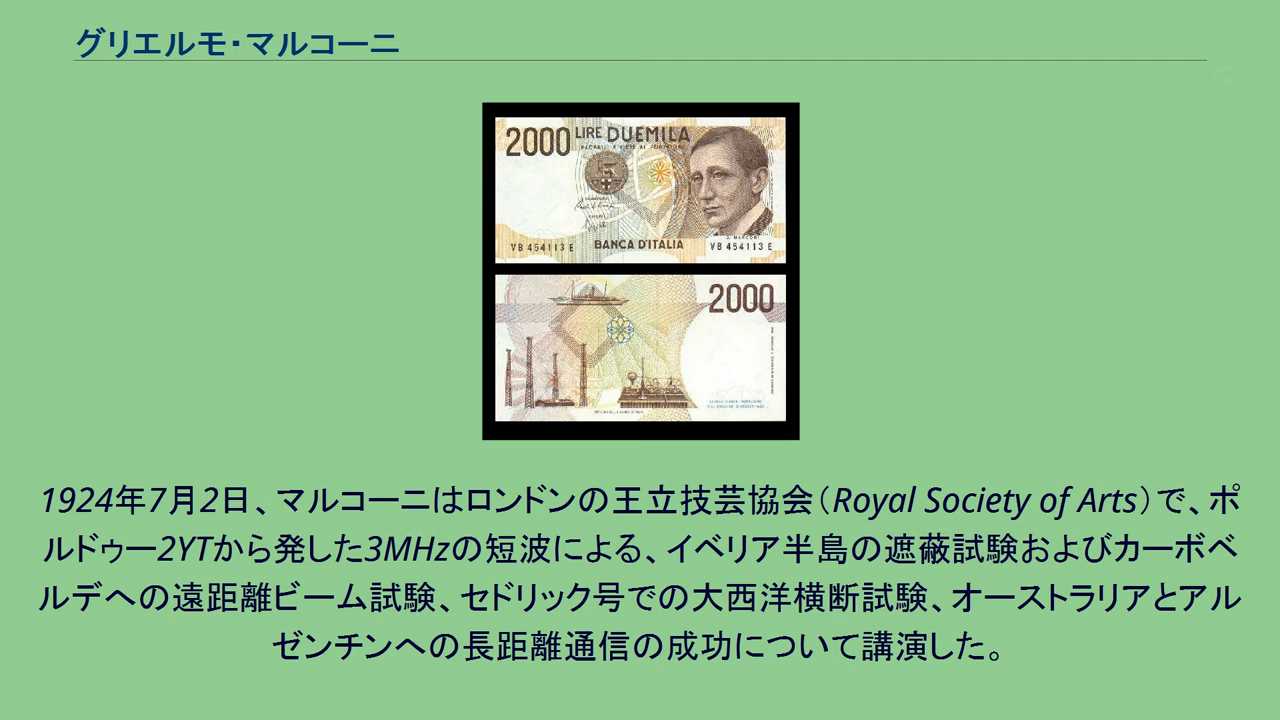 グリエルモ・マルコーニ
2000 LIRE DUEMILA
VB 454113 E
BANCA D'ITALIA
VB 454113 E
2000
1924年7月2日、マルコーニはロンドンの王立技芸協会（Royal Society of Arts）で、ポ
ルドゥー2YTから発した3MHzの短波による、イベリア半島の遮蔽試験およびカーボベ
ルデへの遠距離ビーム試験、セドリック号での大西洋横断試験、オーストラリアとアル
ゼンチンへの長距離通信の成功について講演した。